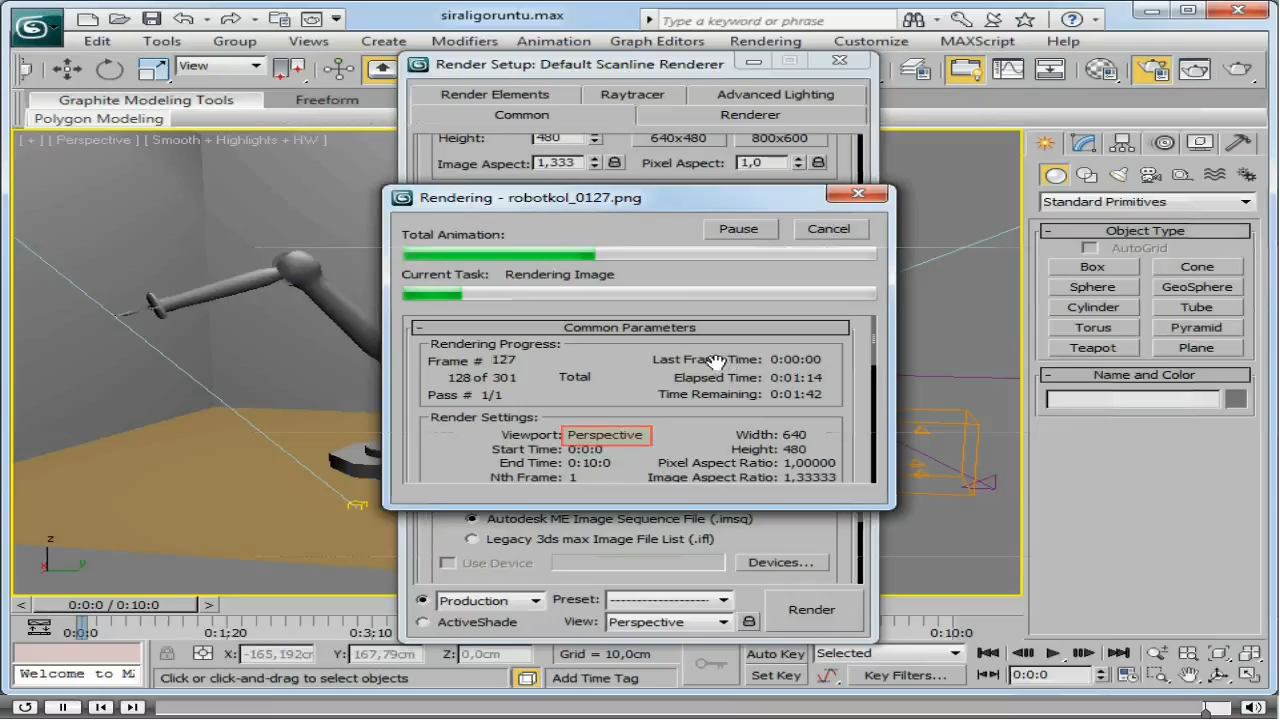 siraligoruntu.max
Type a keyword or phrase
Edit Tools Group Views Create Modifiers Animation Graph Editors Rendering Customize MAXScript Help
View
Render Setup: Default Scanline Renderer
Graphite Modeling Tools Freeform
Polygon Modeling
Render Elements Raytracer Advanced Lighting
Common Renderer
[ + ] [ Perspective ] [ Smooth + Highlights + HW ]
Height: 480 640x480 800x600
Image Aspect: 1,333 Pixel Aspect: 1,0
Rendering - robotkol_0127.png
Total Animation: Pause Cancel
Current Task: Rendering Image
- Common Parameters
Rendering Progress:
Frame # 127 Last Frame Time: 0:00:00
128 of 301 Total Elapsed Time: 0:01:14
Pass # 1/1 Time Remaining: 0:01:42
Render Settings:
Viewport: Perspective Width: 640
Start Time: 0:0:0 Height: 480
End Time: 0:10:0 Pixel Aspect Ratio: 1,00000
Nth Frame: 1 Image Aspect Ratio: 1,33333
Autodesk ME Image Sequence File (.imsq)
Legacy 3ds max Image File List (.ifl)
Use Device Devices...
Production Preset: --------------------
ActiveShade View: Perspective
Render
Standard Primitives
- Object Type
AutoGrid
Box Cone
Sphere GeoSphere
Cylinder Tube
Torus Pyramid
Teapot Plane
- Name and Color
z
x y
< 0:0:0 / 0:10:0 >
0:0:0 0:1;20 0:3;10 0:10:0
X: -165,192cm Y: 167,79cm Z: 0,0cm Grid = 10,0cm Auto Key Selected
Welcome to MA Click or click-and-drag to select objects Add Time Tag Set Key Key Filters... 0:0:0